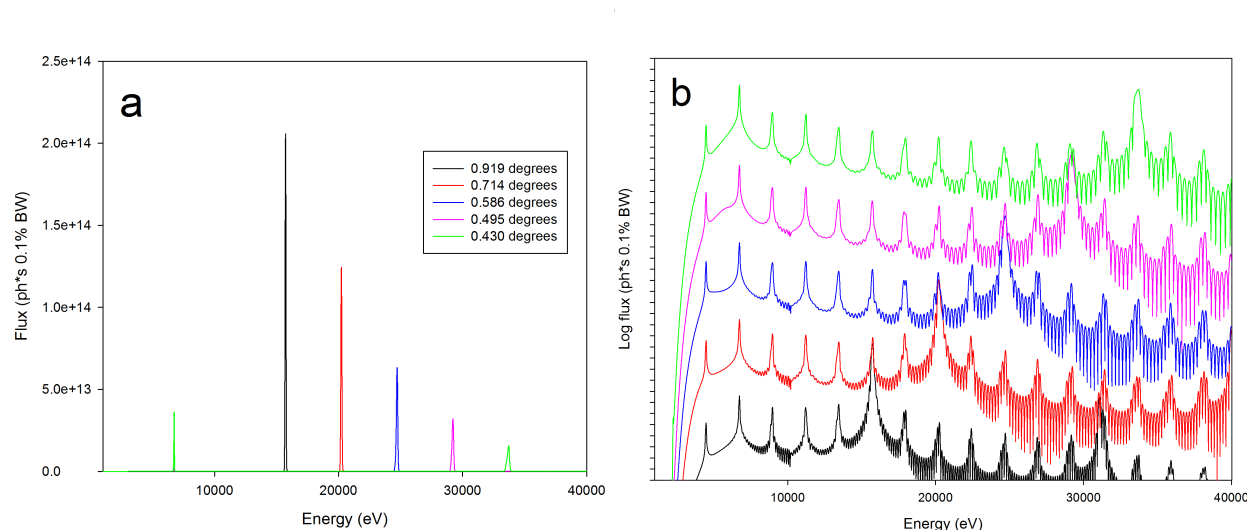 a
2.5e+14
2.0e+14
1.5e+14
1.0e+14
5.0e+13
0.0
Flux (ph*s 0.1% BW)
0.919 degrees
0.714 degrees
0.586 degrees
0.495 degrees
0.430 degrees
10000
20000
30000
40000
Energy (eV)
b
Log flux (ph*s 0.1% BW)
10000
20000
30000
40000
Energy (eV)